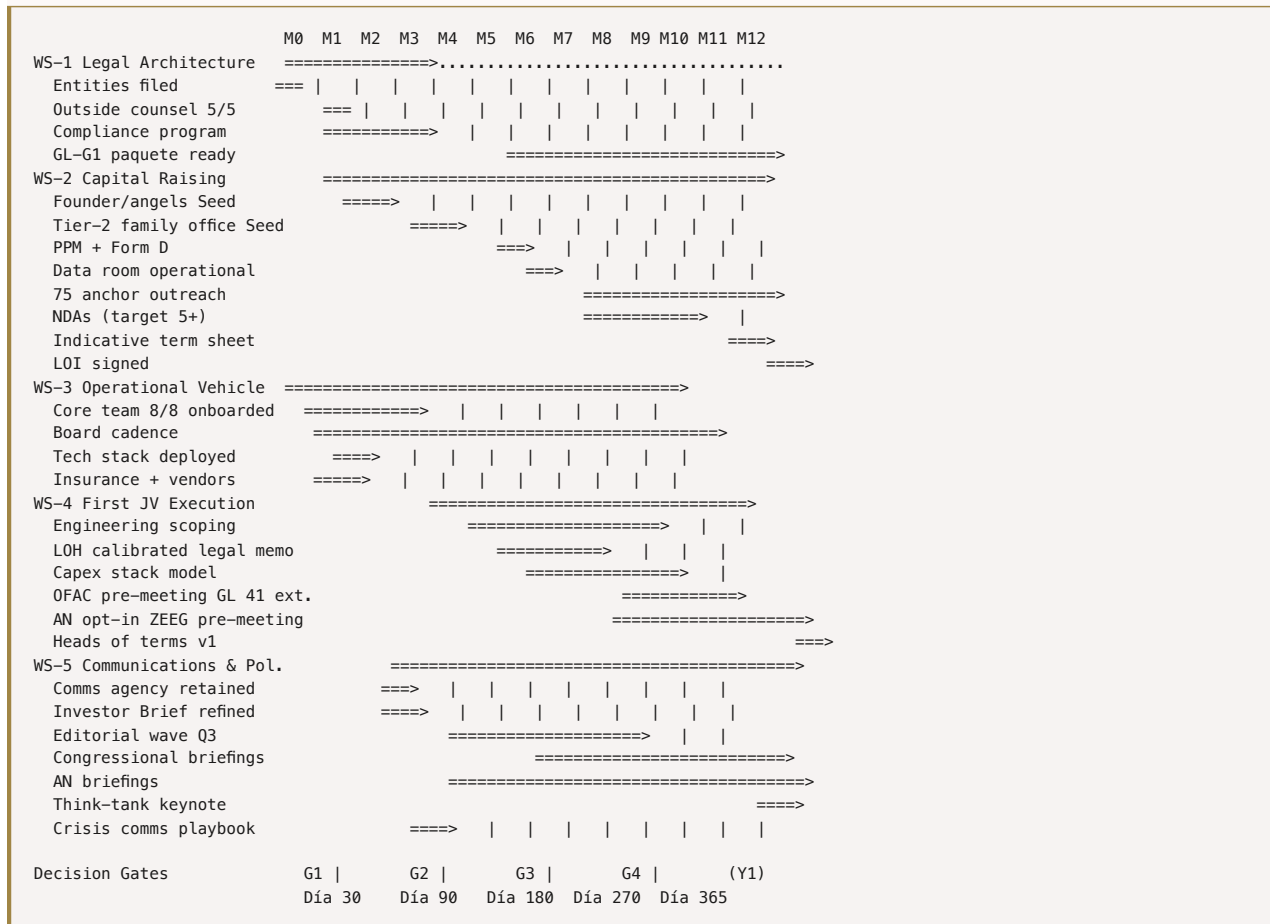 M0  M1  M2  M3  M4  M5  M6  M7  M8  M9 M10 M11 M12
WS-1 Legal Architecture   ===============>....................................
  Entities filed          === |   |   |   |   |   |   |   |   |   |   |   |
  Outside counsel 5/5         === |   |   |   |   |   |   |   |   |   |   |
  Compliance program          ===========>   |   |   |   |   |   |   |   |
  GL-G1 paquete ready                            ============================>
WS-2 Capital Raising          ==============================================>
  Founder/angels Seed           =====>   |   |   |   |   |   |   |   |   |
  Tier-2 family office Seed            =====>   |   |   |   |   |   |   |
  PPM + Form D                                  ===>   |   |   |   |   |   |
  Data room operational                            ===>   |   |   |   |   |
  75 anchor outreach                                     ====================>
  NDAs (target 5+)                                       ============>   |
  Indicative term sheet                                                 ====>
  LOI signed                                                                ====>
WS-3 Operational Vehicle  =========================================>
  Core team 8/8 onboarded   ============>   |   |   |   |   |   |
  Board cadence              ==========================================>
  Tech stack deployed          ====>   |   |   |   |   |   |   |   |
  Insurance + vendors        =====>   |   |   |   |   |   |   |   |
WS-4 First JV Execution                  =================================>
  Engineering scoping                        ====================>   |   |
  LOH calibrated legal memo                     ===========>   |   |   |
  Capex stack model                                ================>   |
  OFAC pre-meeting GL 41 ext.                                ============>
  AN opt-in ZEEG pre-meeting                                ====================>
  Heads of terms v1                                                            ===>
WS-5 Communications & Pol.           ==========================================>
  Comms agency retained             ===>   |   |   |   |   |   |   |   |
  Investor Brief refined            ====>   |   |   |   |   |   |   |   |
  Editorial wave Q3                        ====================>   |   |
  Congressional briefings                           ==========================>
  AN briefings                             =====================================>
  Think-tank keynote                                                       ====>
  Crisis comms playbook                ====>   |   |   |   |   |   |   |   |
Decision Gates              G1 |       G2 |       G3 |       G4 |       (Y1)
                            Día 30    Día 90   Día 180  Día 270  Día 365